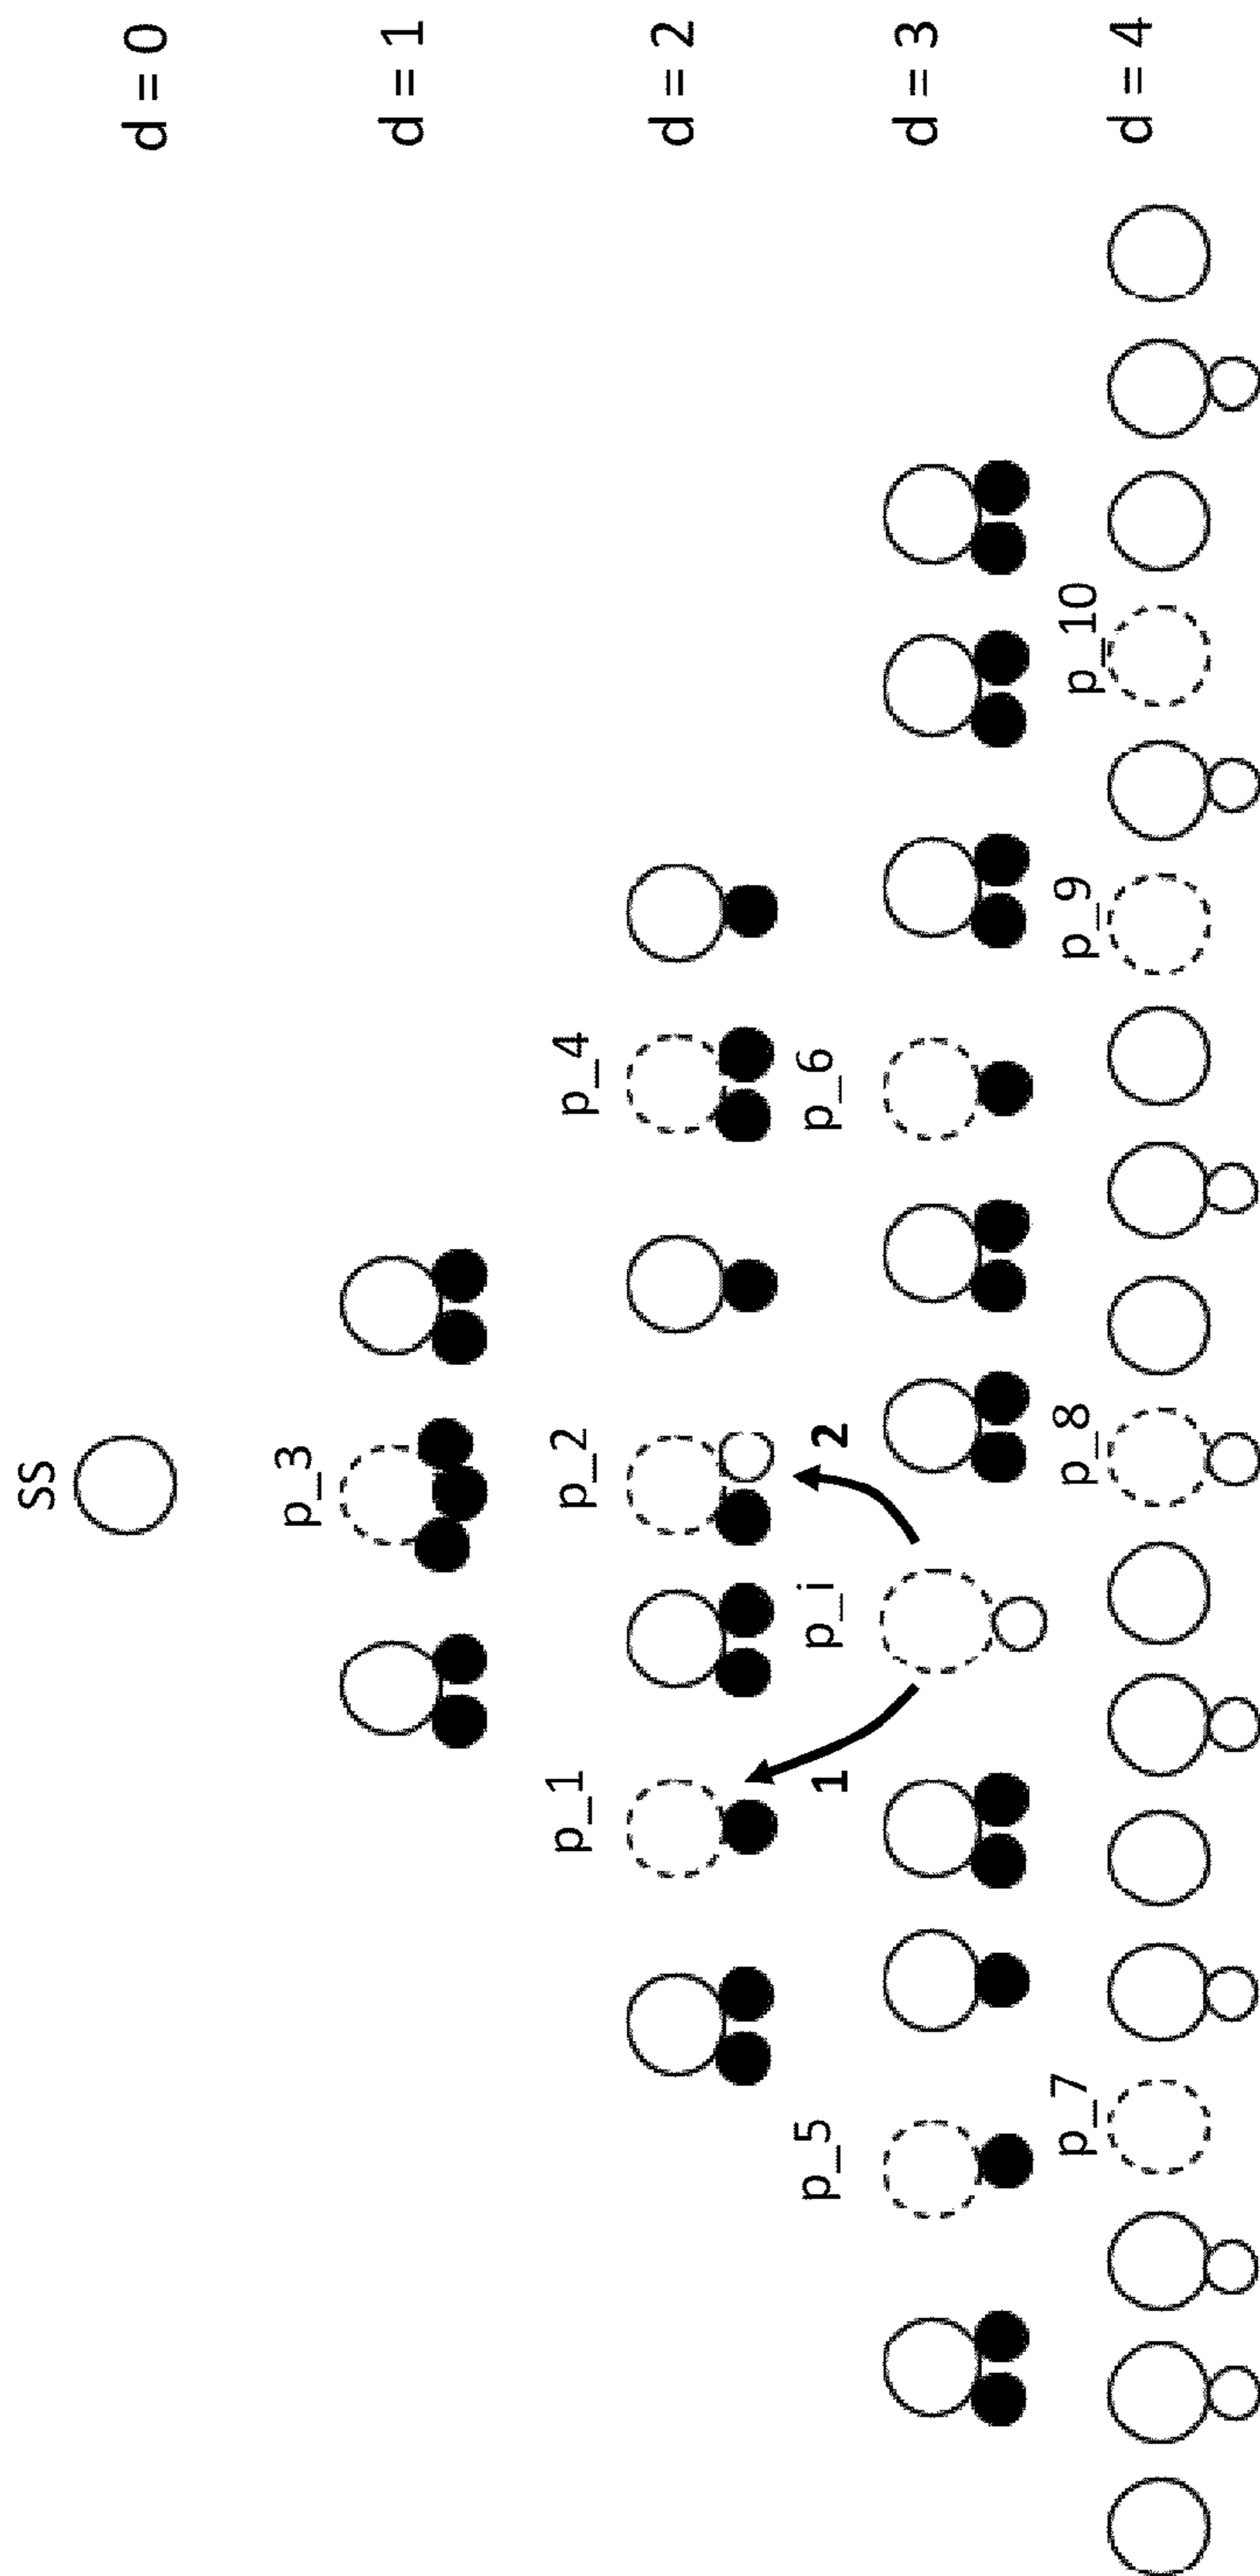 SS
d = 0
p_3
d = 1
p_1
p_2
p_4
d = 2
1
2
p_5
p_i
p_6
d = 3
p_7
p_8
p_9
p_10
d = 4